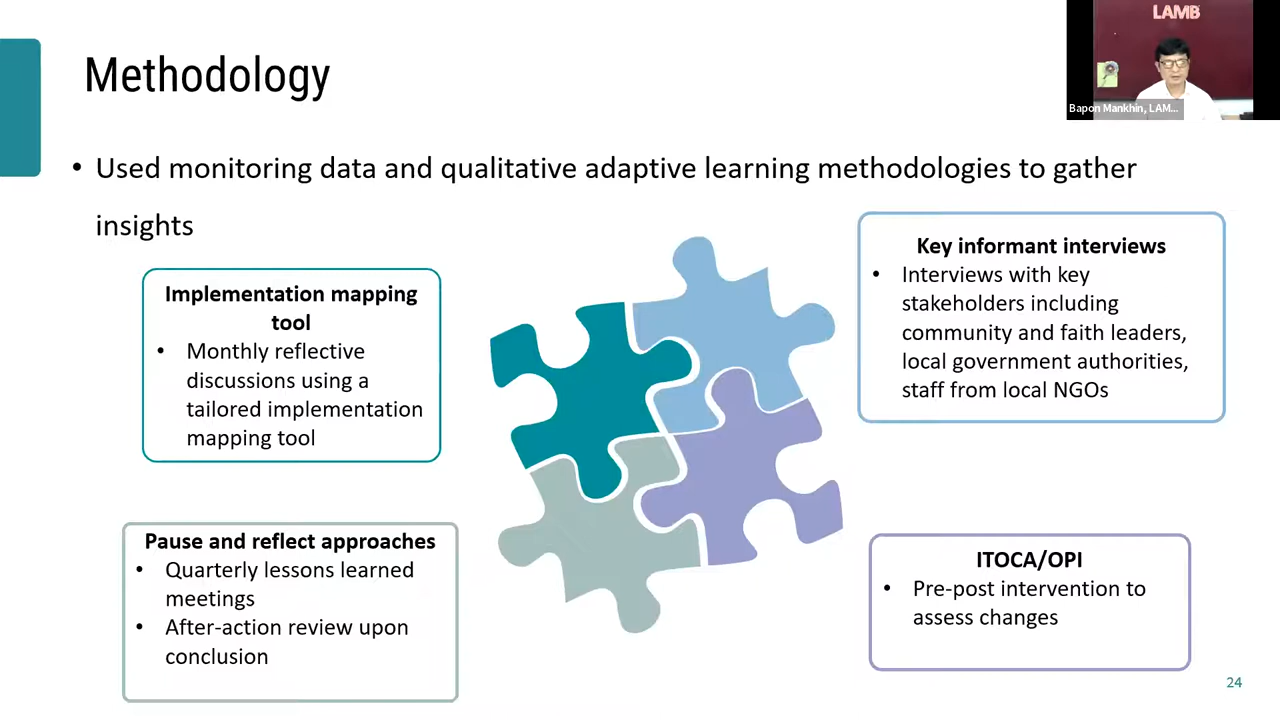 LAMB
Bapon Mankhin, LAM...
Methodology
• Used monitoring data and qualitative adaptive learning methodologies to gather
insights
Implementation mapping
tool
• Monthly reflective
discussions using a
tailored implementation
mapping tool
Key informant interviews
• Interviews with key
stakeholders including
community and faith leaders,
local government authorities,
staff from local NGOs
Pause and reflect approaches
• Quarterly lessons learned
meetings
• After-action review upon
conclusion
ITOCA/OPI
• Pre-post intervention to
assess changes
24